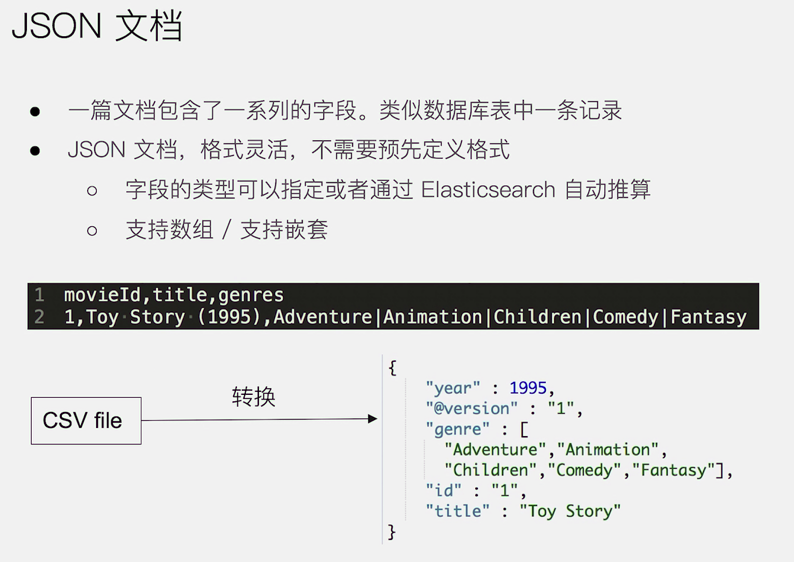 JSON 文档
● 一篇文档包含了一系列的字段。类似数据库表中一条记录
● JSON 文档，格式灵活，不需要预先定义格式
○ 字段的类型可以指定或者通过 Elasticsearch 自动推算
○ 支持数组 / 支持嵌套
1 movieId,title,genres
2 1,Toy·Story·(1995),Adventure|Animation|Children|Comedy|Fantasy
CSV file
转换
{
"year" : 1995,
"@version" : "1",
"genre" : [
"Adventure","Animation",
"Children","Comedy","Fantasy"],
"id" : "1",
"title" : "Toy Story"
}